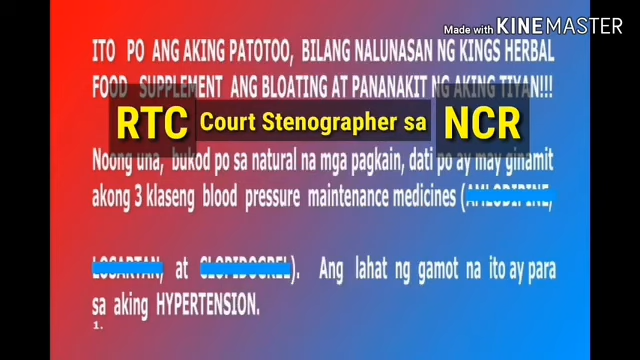 Made with KINEMASTER
ITO PO ANG AKING PATOTOO, BILANG NALUNASAN NG KINGS HERBAL
FOOD SUPPLEMENT ANG BLOATING AT PANANAKIT NG AKING TIYAN!!!
RTC Court Stenographer sa NCR
Noong una, bukod po sa natural na mga pagkain, dati po ay may ginamit
akong 3 klaseng blood pressure maintenance medicines (AMLODIPINE,
LOSARTAN, at CLOPIDOGREL). Ang lahat ng gamot na ito ay para
sa aking HYPERTENSION.
1.